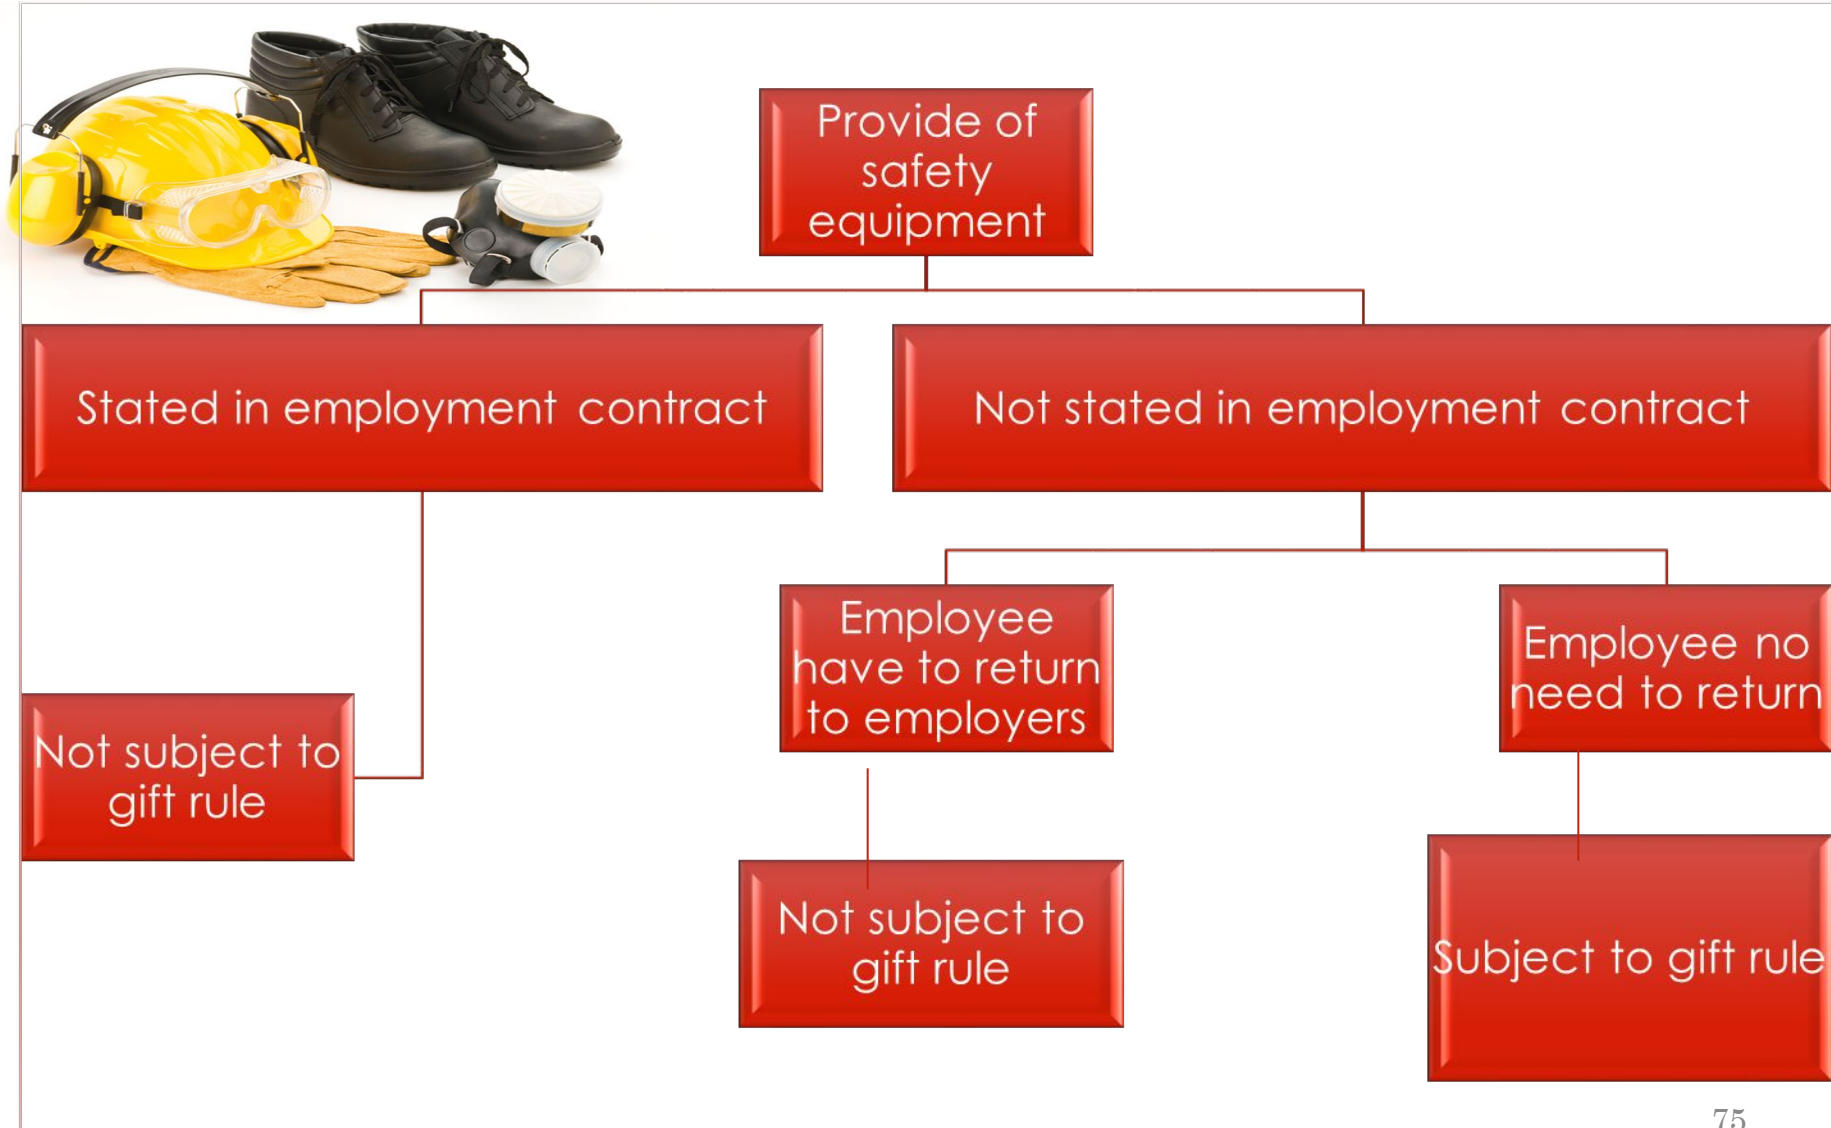 Provide of
safety
equipment
Stated in employment contract
Not stated in employment contract
Employee
have to return
to employers
Employee no
need to return
Not subject to
gift rule
Not subject to
gift rule
Subject to gift rule
75